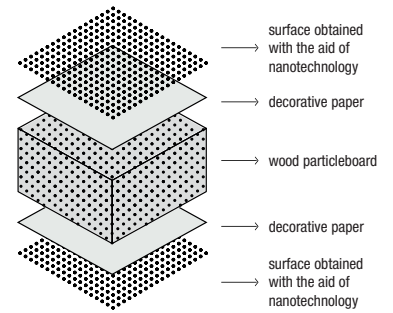 surface obtained
with the aid of
nanotechnology
decorative paper
wood particleboard
decorative paper
surface obtained
with the aid of
nanotechnology